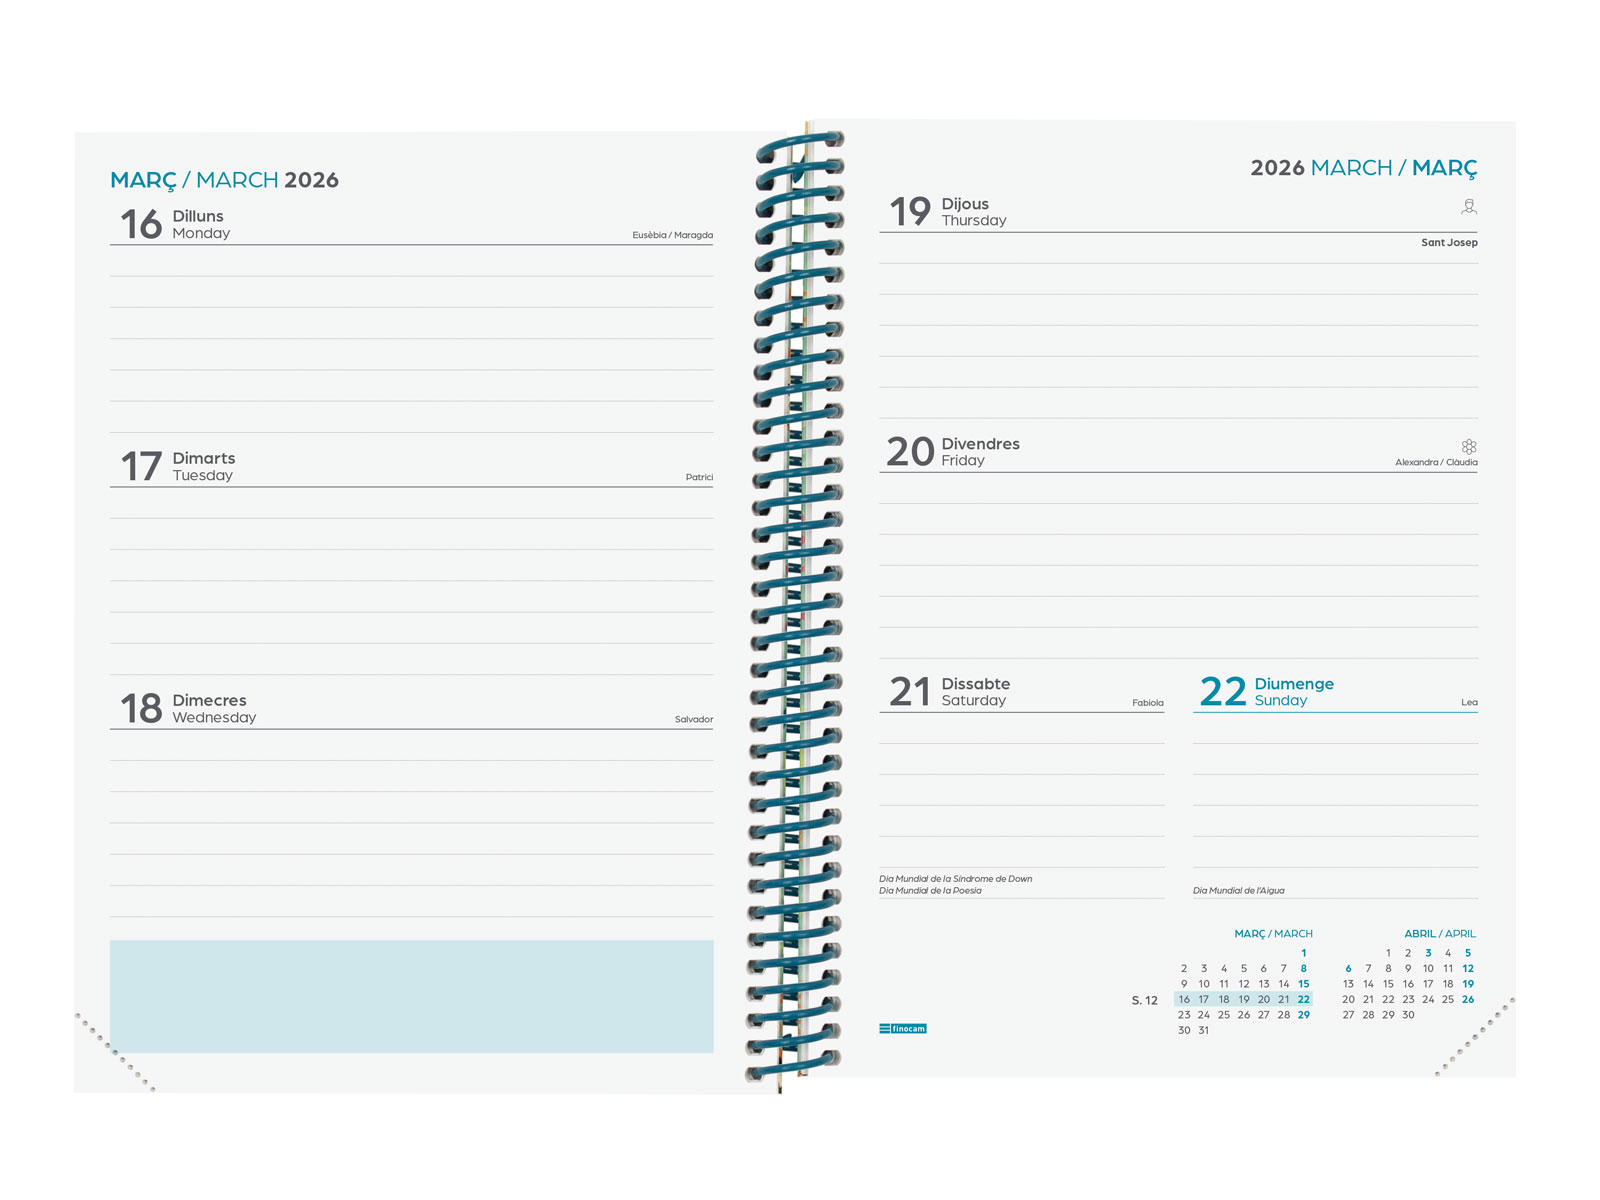 MARÇ / MARCH 2026
16 Dilluns
Monday
Eusèbia / Maragda
17 Dimarts
Tuesday
Patrici
18 Dimecres
Wednesday
Salvador
2026 MARCH / MARÇ
19 Dijous
Thursday
Sant Josep
20 Divendres
Friday
Alexandra / Clàudia
21 Dissabte
Saturday
Fabiola
Dia Mundial de la Síndrome de Down
Dia Mundial de la Poesia
22 Diumenge
Sunday
Lea
Dia Mundial de l'Aigua
finocam
S. 12
MARÇ / MARCH
1
2 3 4 5 6 7 8
9 10 11 12 13 14 15
16 17 18 19 20 21 22
23 24 25 26 27 28 29
30 31
ABRIL / APRIL
1 2 3 4 5
6 7 8 9 10 11 12
13 14 15 16 17 18 19
20 21 22 23 24 25 26
27 28 29 30